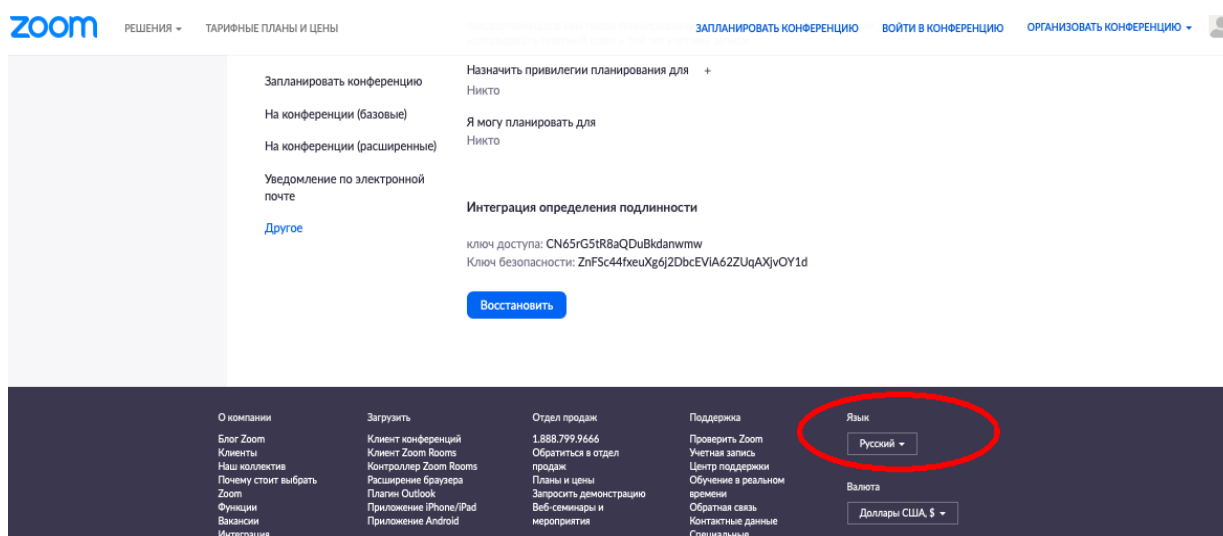 zoom
РЕШЕНИЯ
ТАРИФНЫЕ ПЛАНЫ И ЦЕНЫ
ЗАПЛАНИРОВАТЬ КОНФЕРЕНЦИЮ
ВОЙТИ В КОНФЕРЕНЦИЮ
ОРГАНИЗОВАТЬ КОНФЕРЕНЦИЮ
Запланировать конференцию
На конференции (базовые)
На конференции (расширенные)
Уведомление по электронной
почте
Другое
Назначить привилегии планирования для +
Никто
Я могу планировать для
Никто
Интеграция определения подлинности
ключ доступа: CN65rG5tR8aQDuBkdanwmw
Ключ безопасности: ZnFSc44fxeuXg6j2DbcEViA62ZUqAXjvOY1d
Восстановить
О компании
Блог Zoom
Клиенты
Наш коллектив
Почему стоит выбрать
Zoom
Функции
Вакансии
Интеграция
Загрузить
Клиент конференций
Клиент Zoom Rooms
Контроллер Zoom Rooms
Расширение браузера
Плагин Outlook
Приложение iPhone/iPad
Приложение Android
Отдел продаж
1.888.799.9666
Обратиться в отдел
продаж
Планы и цены
Запросить демонстрацию
Веб-семинары и
мероприятия
Поддержка
Проверить Zoom
Учетная запись
Центр поддержки
Обучение в реальном
времени
Обратная связь
Контактные данные
Специальные
Язык
Русский
Валюта
Доллары США, $